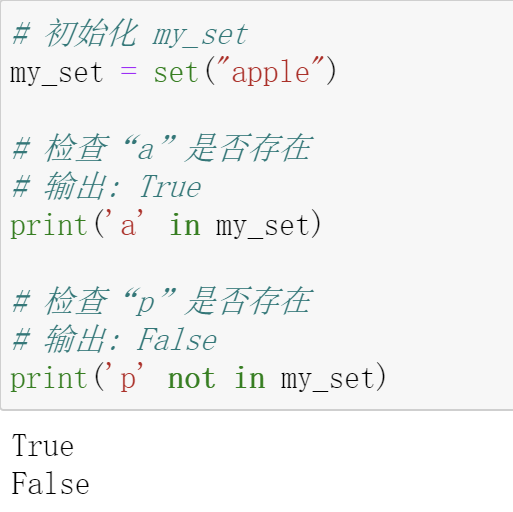 # 初始化 my_set
my_set = set("apple")
# 检查“a”是否存在
# 输出: True
print('a' in my_set)
# 检查“p”是否存在
# 输出: False
print('p' not in my_set)
True
False